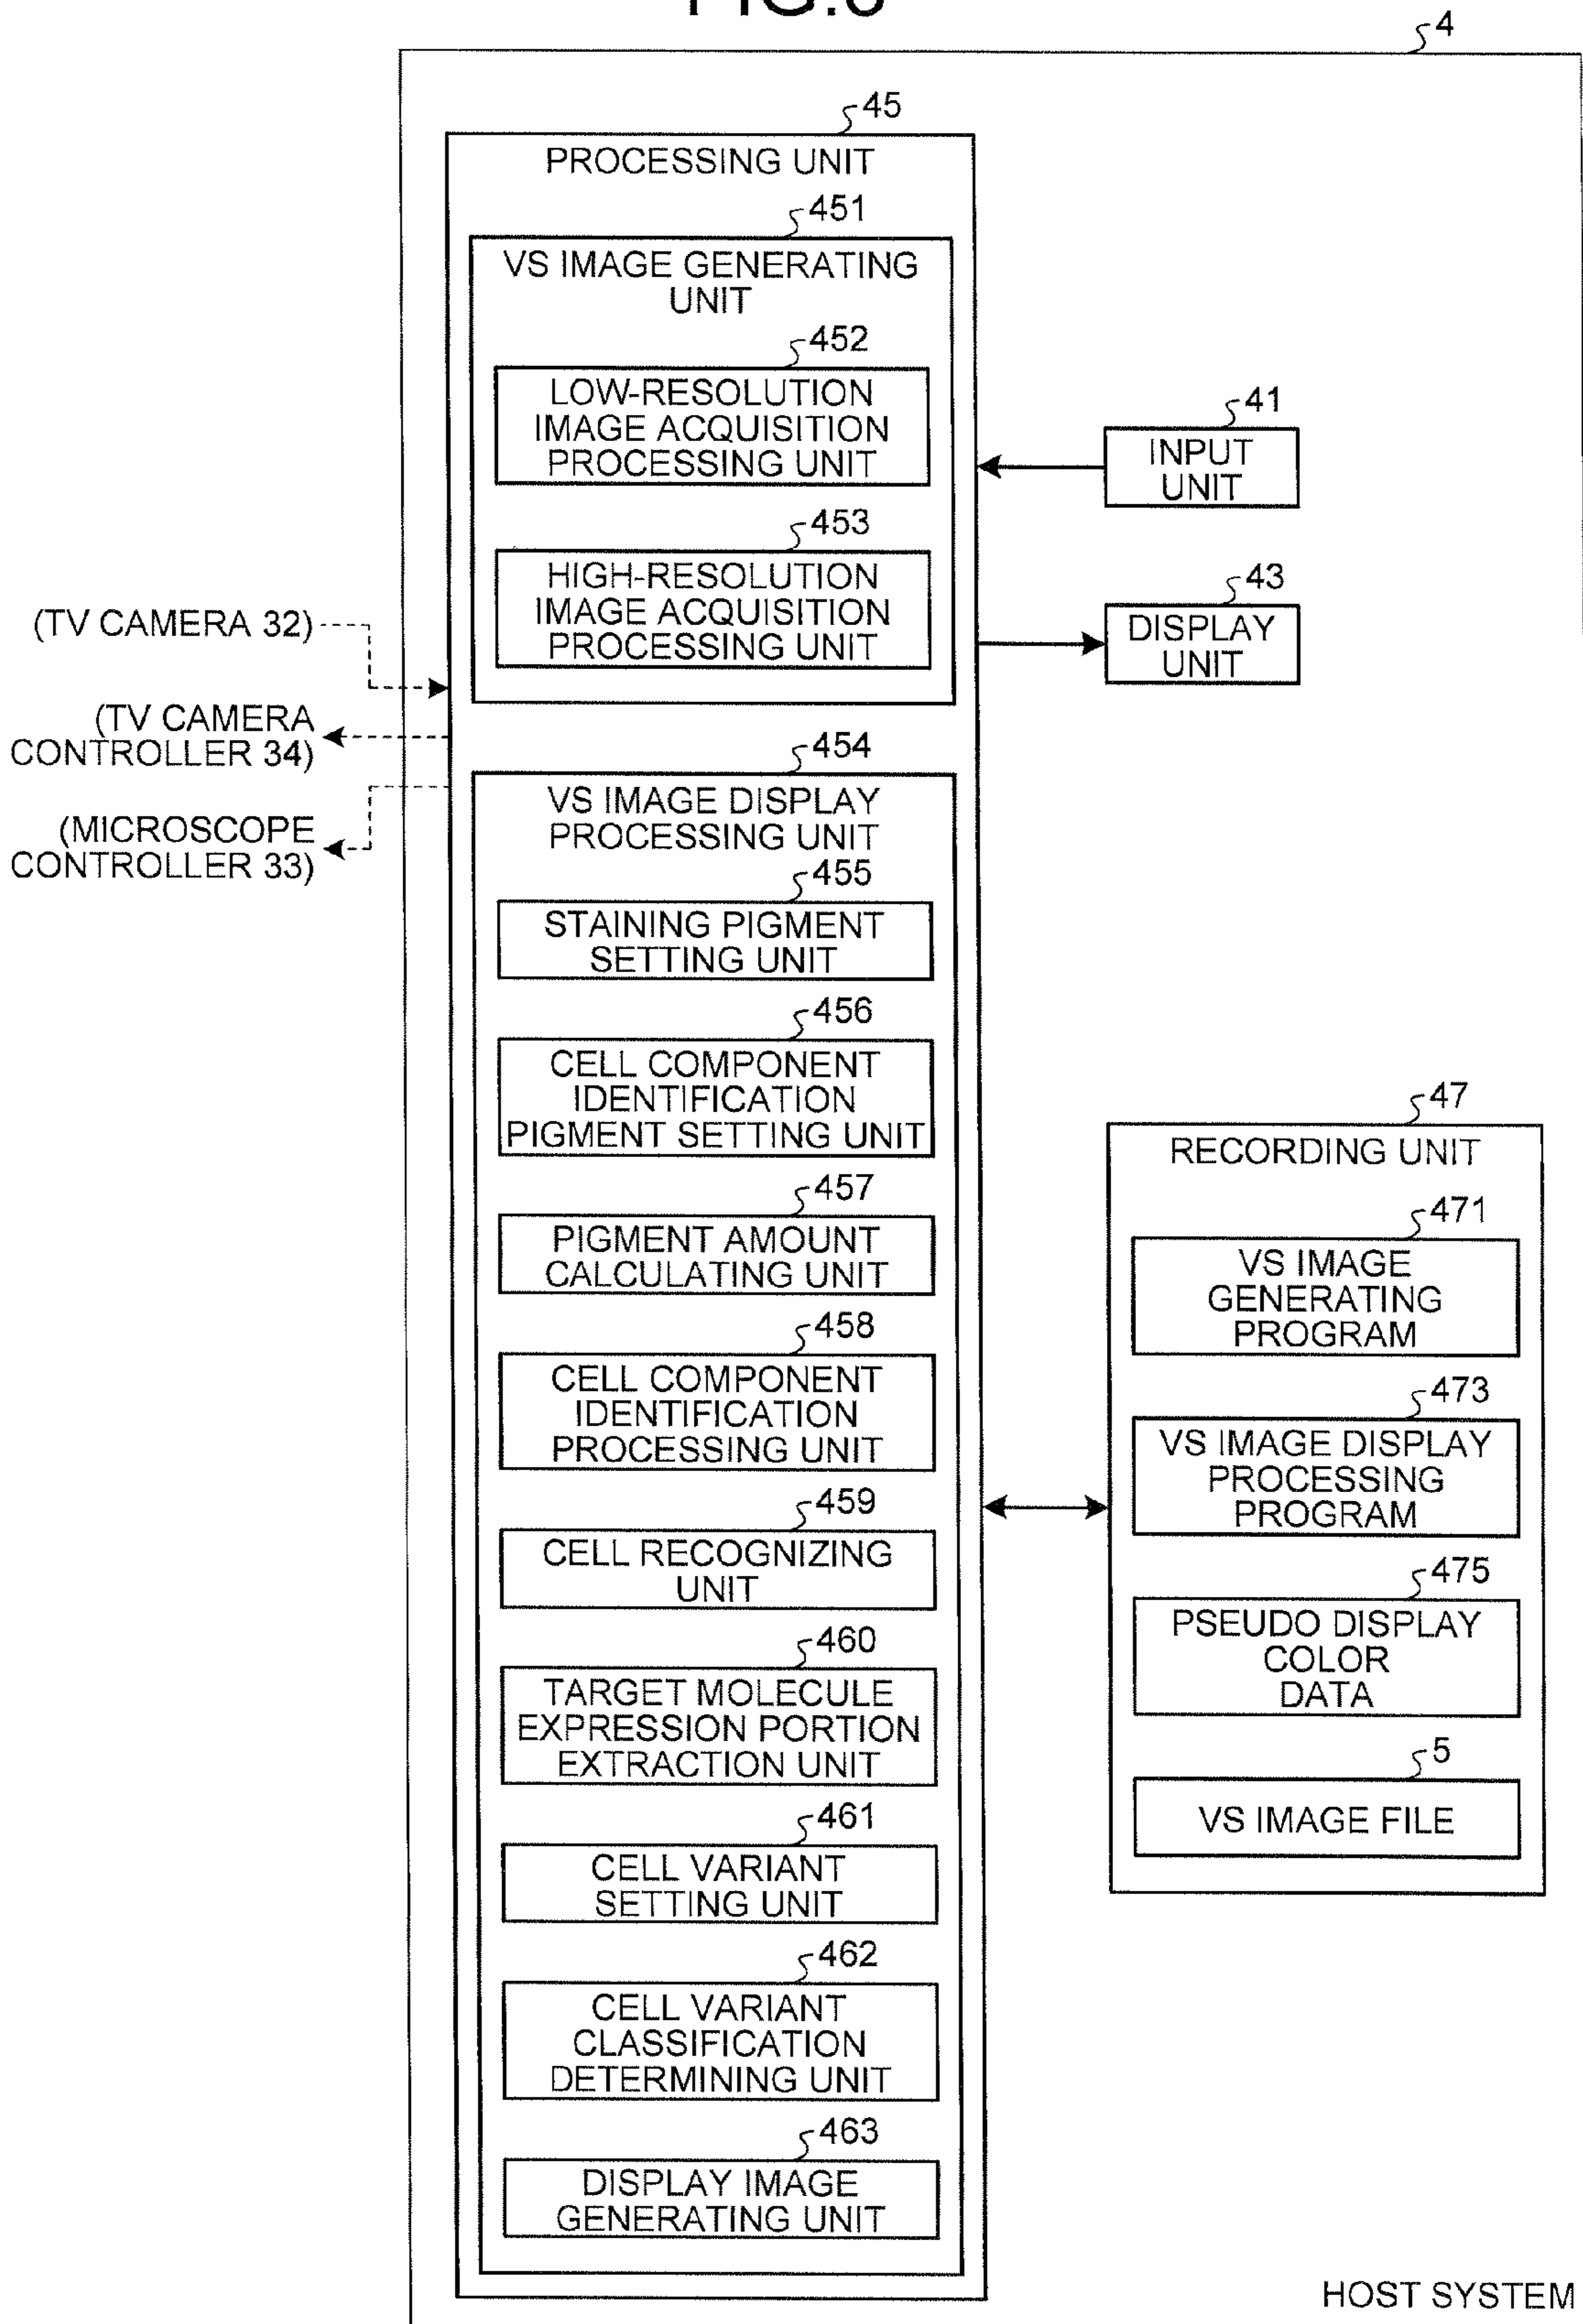 4
45
PROCESSING UNIT
451
VS IMAGE GENERATING
UNIT
452
LOW-RESOLUTION
IMAGE ACQUISITION
PROCESSING UNIT
453
HIGH-RESOLUTION
IMAGE ACQUISITION
PROCESSING UNIT
41
INPUT
UNIT
43
DISPLAY
UNIT
(TV CAMERA 32)
(TV CAMERA
CONTROLLER 34)
(MICROSCOPE
CONTROLLER 33)
454
VS IMAGE DISPLAY
PROCESSING UNIT
455
STAINING PIGMENT
SETTING UNIT
456
CELL COMPONENT
IDENTIFICATION
PIGMENT SETTING UNIT
457
PIGMENT AMOUNT
CALCULATING UNIT
458
CELL COMPONENT
IDENTIFICATION
PROCESSING UNIT
459
CELL RECOGNIZING
UNIT
460
TARGET MOLECULE
EXPRESSION PORTION
EXTRACTION UNIT
461
CELL VARIANT
SETTING UNIT
462
CELL VARIANT
CLASSIFICATION
DETERMINING UNIT
463
DISPLAY IMAGE
GENERATING UNIT
47
RECORDING UNIT
471
VS IMAGE
GENERATING
PROGRAM
473
VS IMAGE DISPLAY
PROCESSING
PROGRAM
475
PSEUDO DISPLAY
COLOR
DATA
5
VS IMAGE FILE
HOST SYSTEM